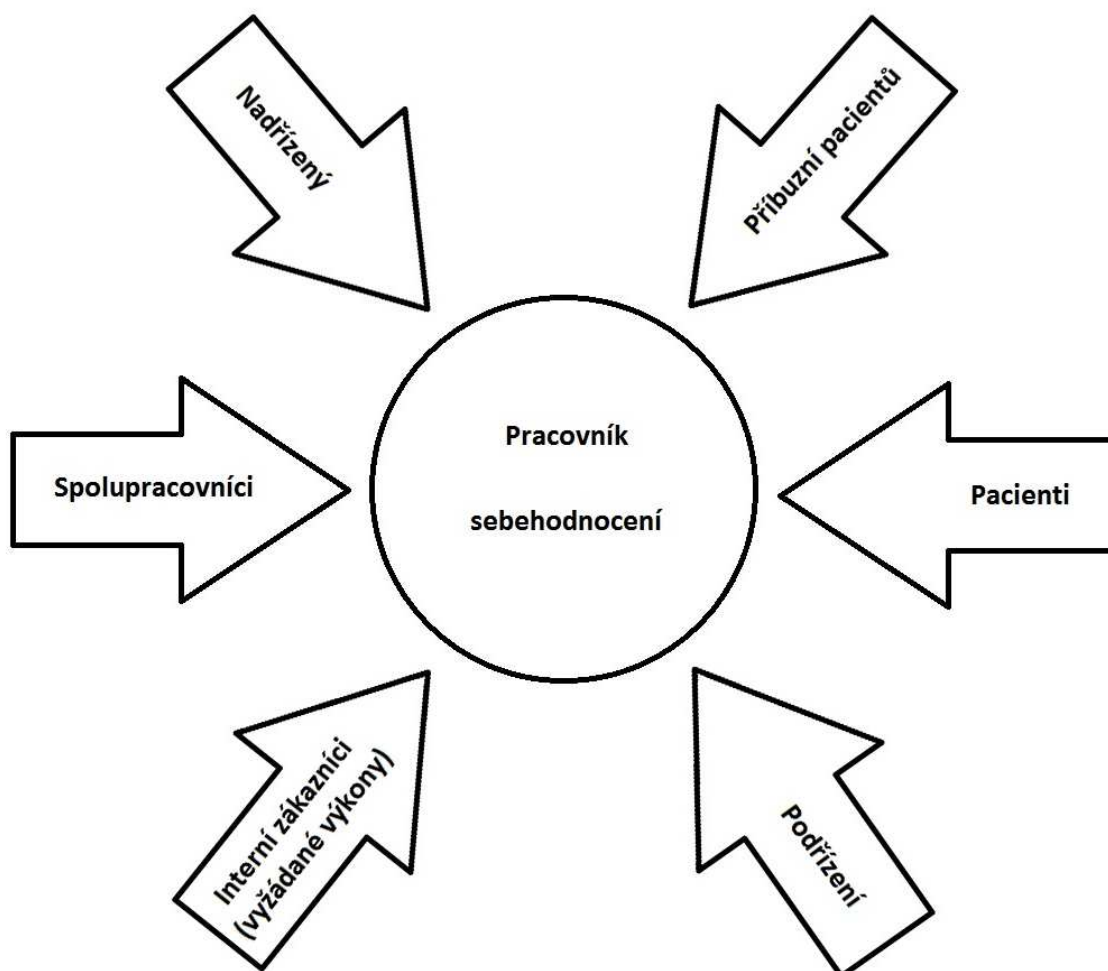 Nadřízený
Příbuzní pacientů
Pracovník
sebehodnocení
Spolupracovníci
Pacienti
Interní zákazníci
(vyžádané výkony)
Podřízení